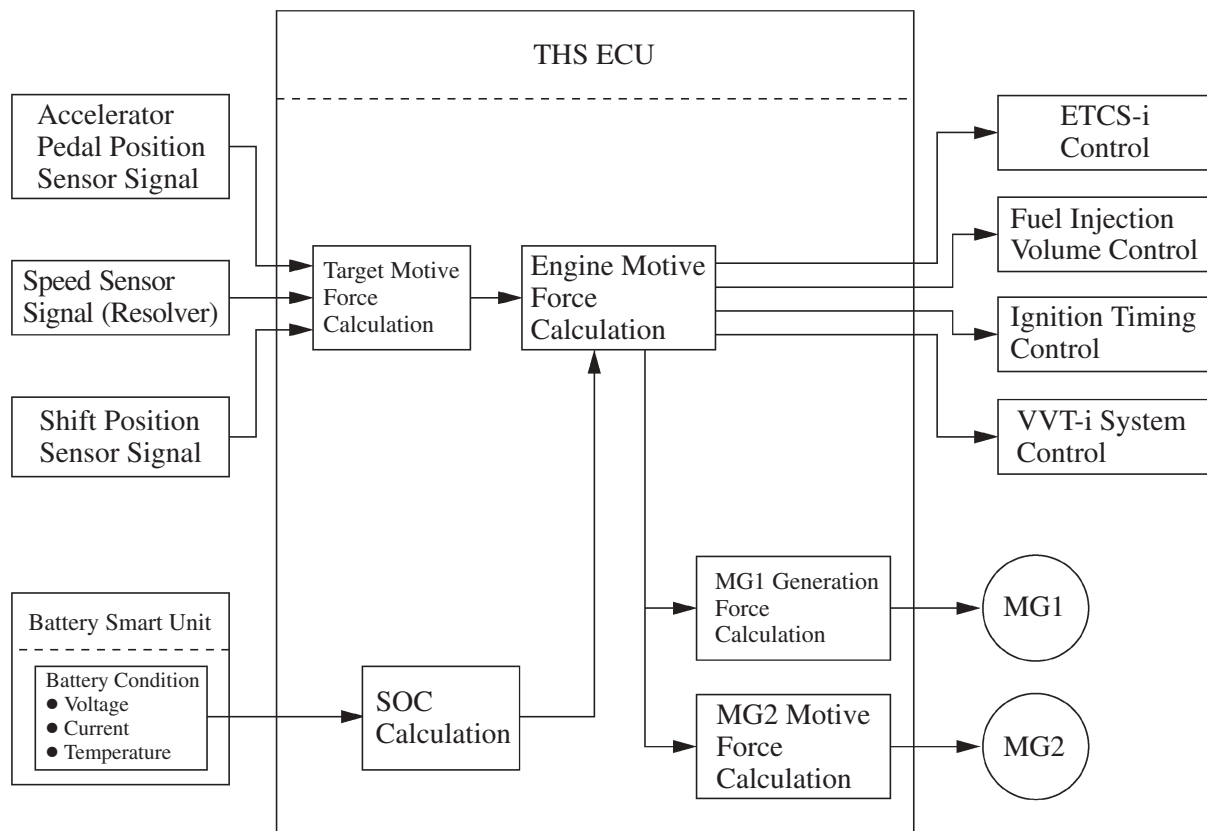 THS ECU
Accelerator
Pedal Position
Sensor Signal
Speed Sensor
Signal (Resolver)
Shift Position
Sensor Signal
Target Motive
Force
Calculation
Engine Motive
Force
Calculation
ETCS-i
Control
Fuel Injection
Volume Control
Ignition Timing
Control
VVT-i System
Control
Battery Smart Unit
Battery Condition
● Voltage
● Current
● Temperature
SOC
Calculation
MG1 Generation
Force
Calculation
MG1
MG2 Motive
Force
Calculation
MG2